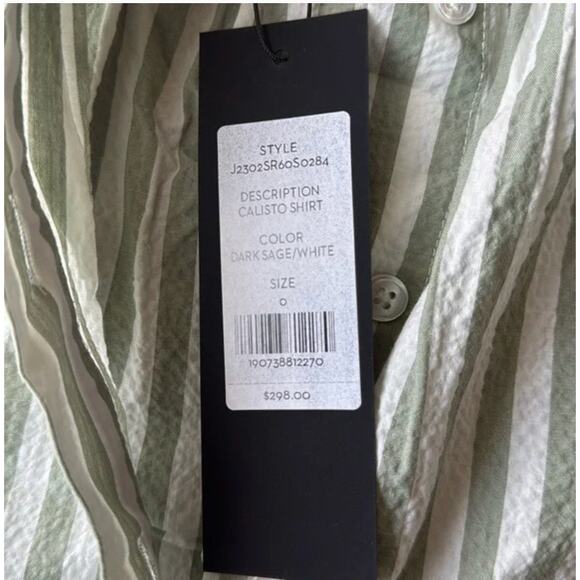 STYLE
J2302SR60S0284
DESCRIPTION
CALISTO SHIRT
COLOR
DARK SAGE/WHITE
SIZE
0
190738812270
$298.00